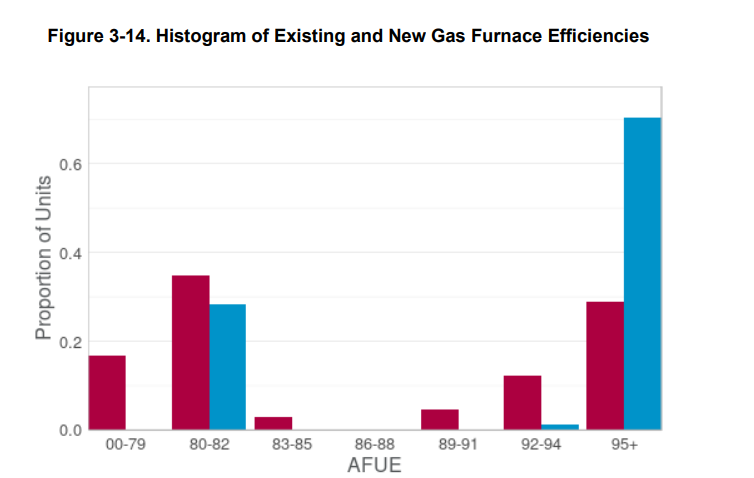 Figure 3-14. Histogram of Existing and New Gas Furnace Efficiencies
Proportion of Units
0.6
0.4
0.2
0.0
00-79 80-82 83-85 86-88 89-91 92-94 95+
AFUE